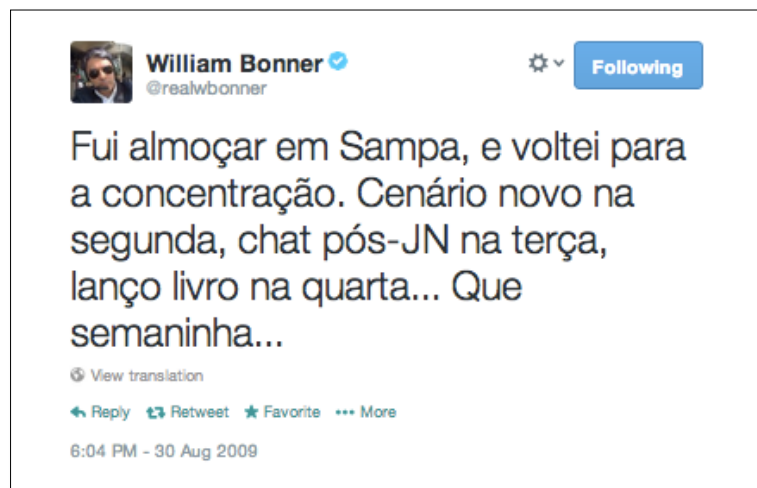 William Bonner
Following
@realwbonner
Fui almoçar em Sampa, e voltei para
a concentração. Cenário novo na
segunda, chat pós-JN na terça,
lanço livro na quarta... Que
semaninha...
View translation
Reply Retweet Favorite More
6:04 PM - 30 Aug 2009